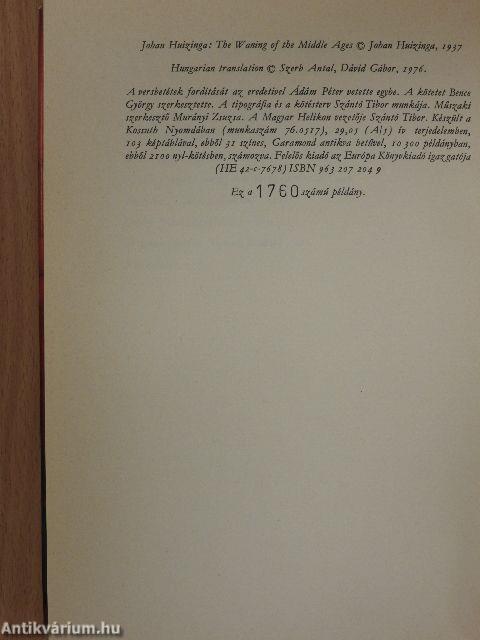 Johan Huizinga: The Waning of the Middle Ages © Johan Huizinga, 1937
Hungarian translation © Szerb Antal, Dávid Gábor, 1976.
A versbetétek fordítását az eredetivel Ádám Péter vetette egybe. A kötetet Bence
György szerkesztette. A tipográfia és a kötésterv Szántó Tibor munkája. Műszaki
szerkesztő Murányi Zsuzsa. A Magyar Helikon vezetője Szántó Tibor. Készült a
Kossuth Nyomdában (munkaszám 76.0517), 29,05 (A/5) ív terjedelemben,
103 képtáblával, ebből 31 színes, Garamond antikva betűvel, 10 300 példányban,
ebből 2100 nyl-kötésben, számozva. Felelős kiadó az Európa Könyvkiadó igazgatója
(HE 42-c-7678) ISBN 963 207 204 9
Ez a 1760 számú példány.
Antikvárium.hu